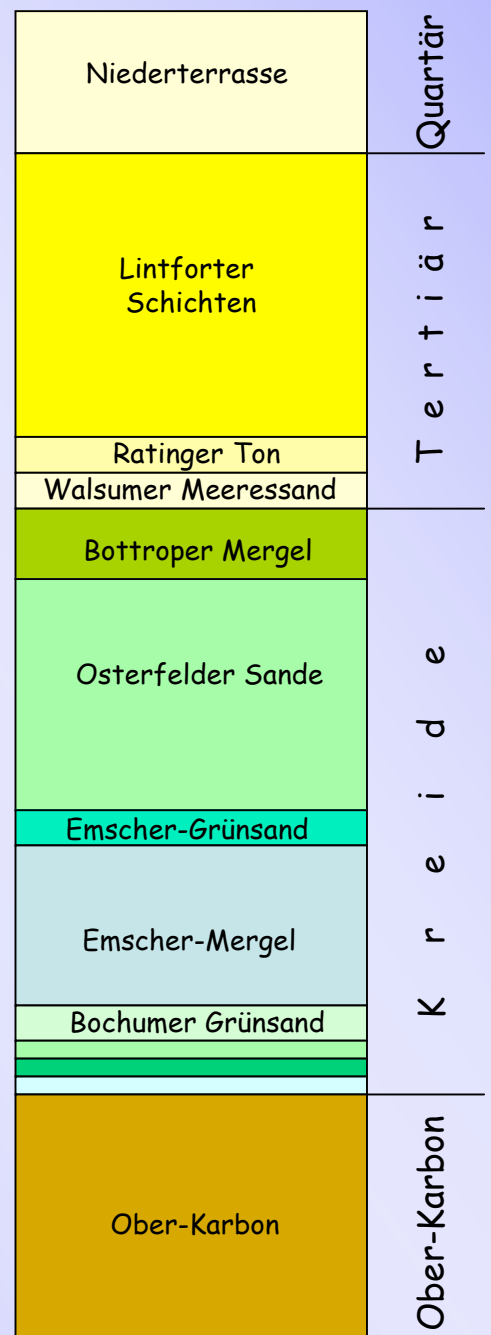 Niederterrasse
Quartär
Lintforter
Schichten
Ratinger Ton
Walsumer Meeressand
Tertiär
Bottroper Mergel
Osterfelder Sande
Emscher-Grünsand
Emscher-Mergel
Bochumer Grünsand
Kreide
Ober-Karbon
Ober-Karbon